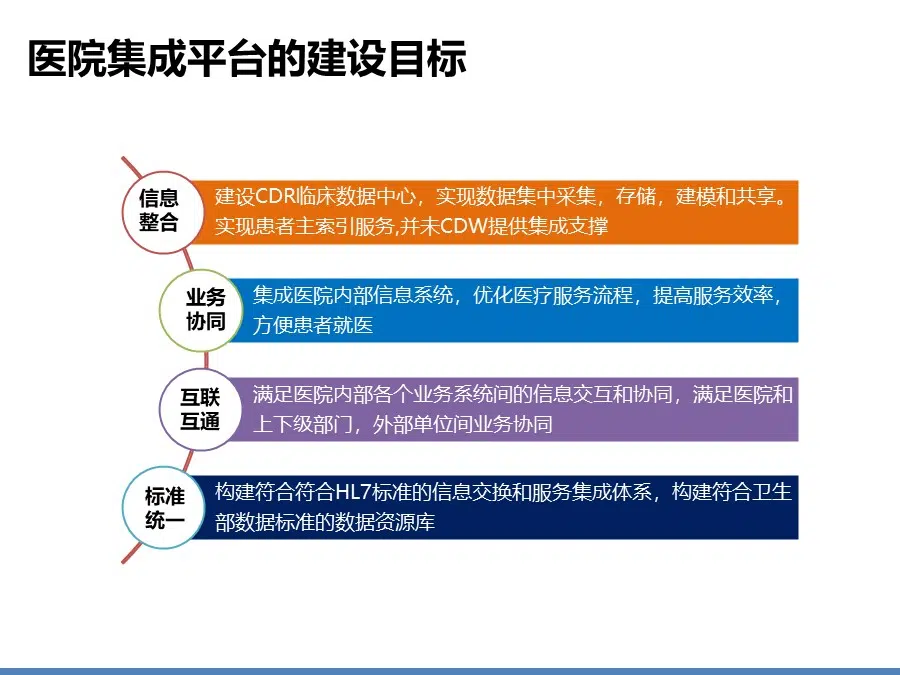 医院集成平台的建设目标
信息
整合
建设CDR临床数据中心，实现数据集中采集，存储，建模和共享。
实现患者主索引服务,并未CDW提供集成支撑
业务
协同
集成医院内部信息系统，优化医疗服务流程，提高服务效率，
方便患者就医
互联
互通
满足医院内部各个业务系统间的信息交互和协同，满足医院和
上下级部门，外部单位间业务协同
标准
统一
构建符合符合HL7标准的信息交换和服务集成体系，构建符合卫生
部数据标准的数据资源库